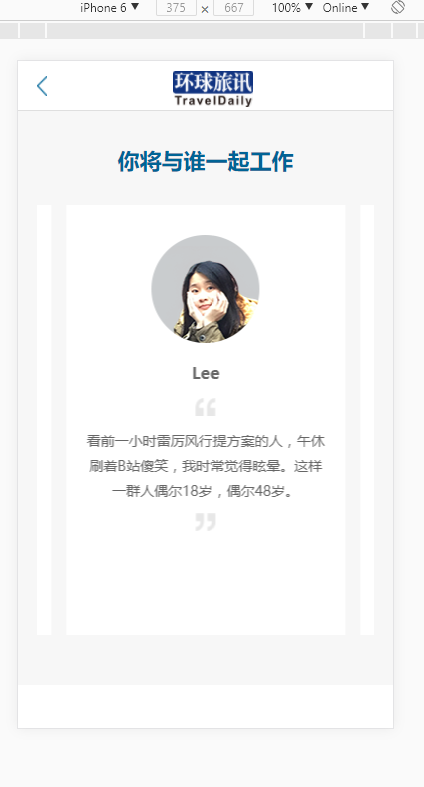 iPhone 6 ▼ 375 × 667 100% ▼ Online ▼
环球旅讯
TravelDaily
你将与谁一起工作
Lee
“
看前一小时雷厉风行提方案的人，午休
刷着B站傻笑，我时常觉得眩晕。这样
一群人偶尔18岁，偶尔48岁。
”